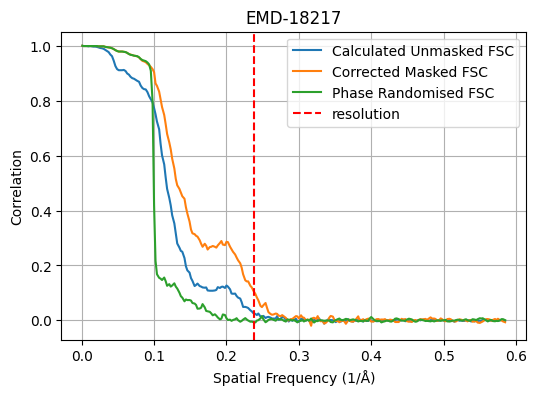 EMD-18217
Calculated Unmasked FSC
Corrected Masked FSC
Phase Randomised FSC
resolution
Correlation
1.0
0.8
0.6
0.4
0.2
0.0
0.0 0.1 0.2 0.3 0.4 0.5 0.6
Spatial Frequency (1/Å)